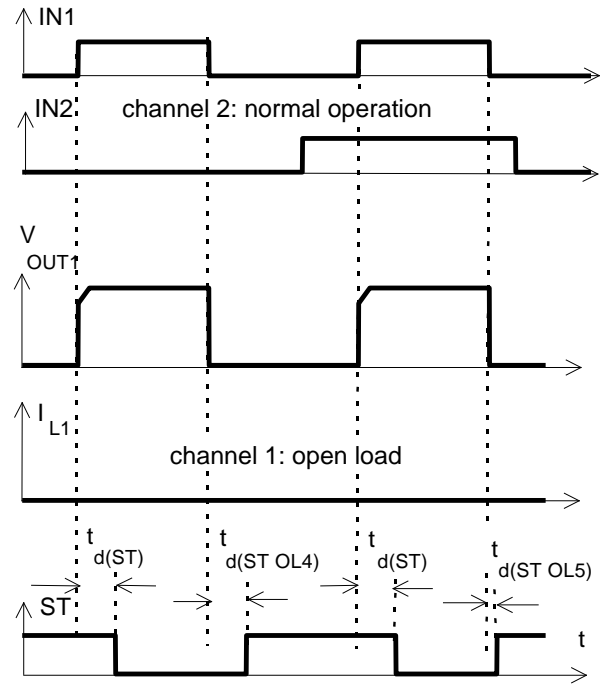 IN1
IN2
channel 2: normal operation
V
OUT1
I L1
channel 1: open load
t d(ST)
t d(ST OL4)
t d(ST)
t d(ST OL5)
ST
t